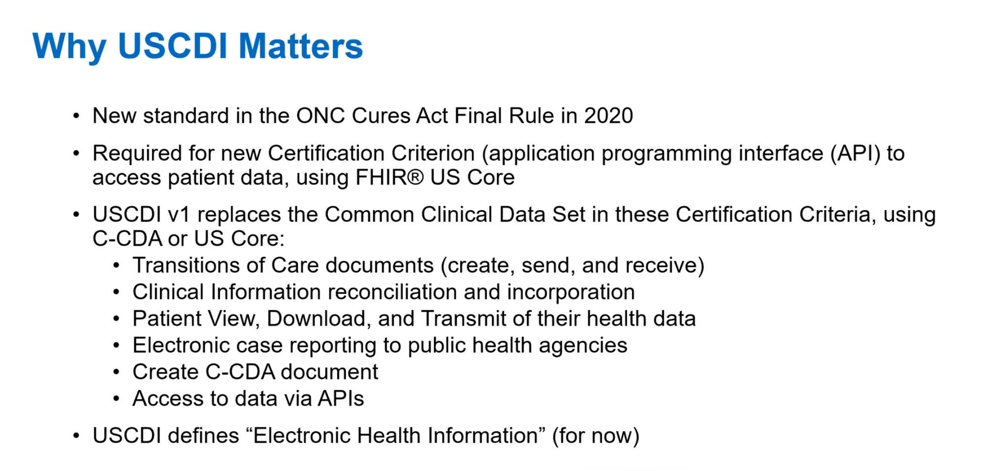 Why USCDI Matters
• New standard in the ONC Cures Act Final Rule in 2020
• Required for new Certification Criterion (application programming interface (API) to
access patient data, using FHIR® US Core
• USCDI v1 replaces the Common Clinical Data Set in these Certification Criteria, using
C-CDA or US Core:
• Transitions of Care documents (create, send, and receive)
• Clinical Information reconciliation and incorporation
• Patient View, Download, and Transmit of their health data
• Electronic case reporting to public health agencies
• Create C-CDA document
• Access to data via APIs
• USCDI defines “Electronic Health Information” (for now)